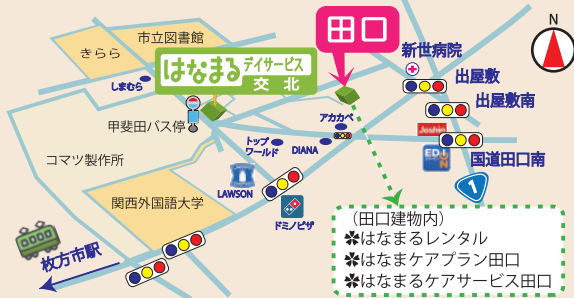 市立図書館
きらら
しまむら
はなまるデイサービス
交 北
田口
N
新世病院
出屋敷
出屋敷南
甲斐田バス停
アカカベ
コマツ製作所
トップ
ワールド
DIANA
Joshin
EDION
国道田口南
LAWSON
関西外国語大学
ドミノピザ
1
枚方市駅
(田口建物内)
✽はなまるレンタル
✽はなまケアプラン田口
✽はなまるケアサービス田口